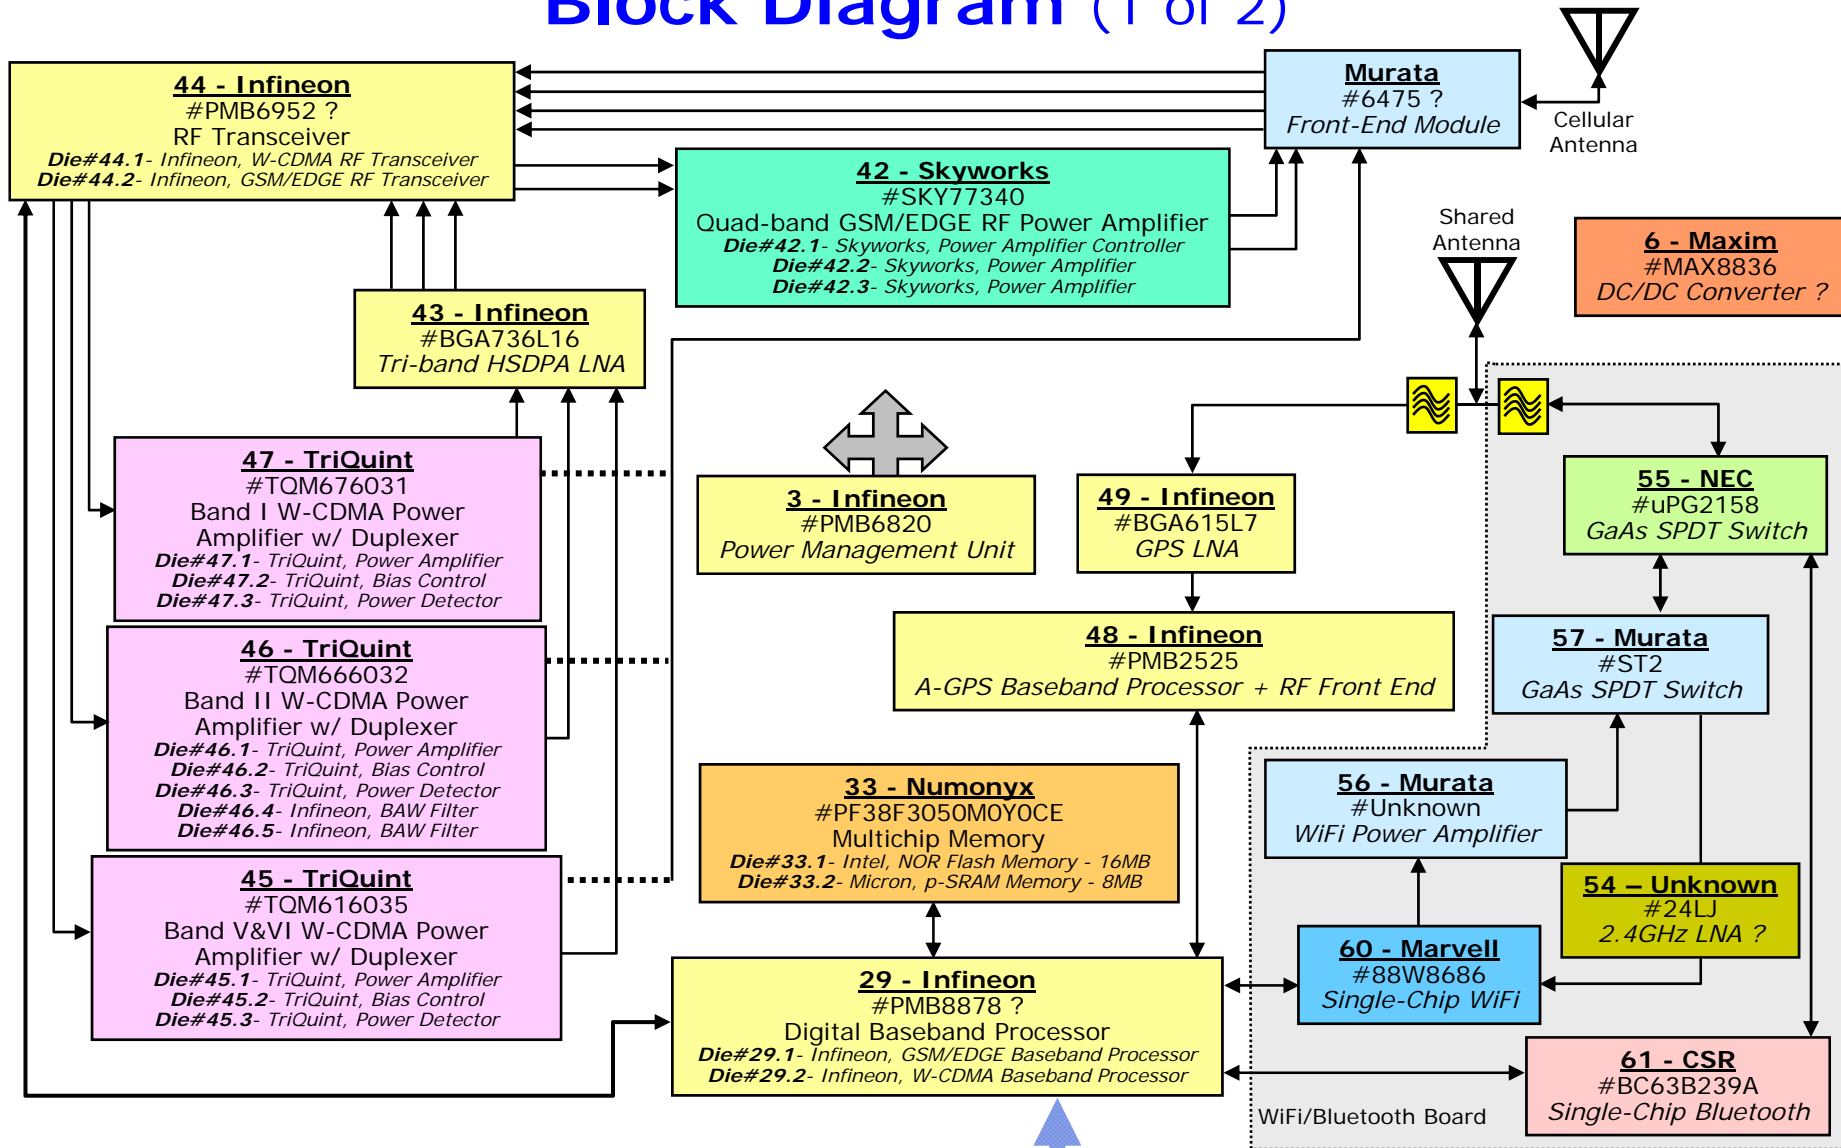 Block Diagram (1 of 2)
44 - Infineon
#PMB6952 ?
RF Transceiver
Die#44.1- Infineon, W-CDMA RF Transceiver
Die#44.2- Infineon, GSM/EDGE RF Transceiver
Murata
#6475 ?
Front-End Module
Cellular
Antenna
42 - Skyworks
#SKY77340
Quad-band GSM/EDGE RF Power Amplifier
Die#42.1- Skyworks, Power Amplifier Controller
Die#42.2- Skyworks, Power Amplifier
Die#42.3- Skyworks, Power Amplifier
Shared
Antenna
6 - Maxim
#MAX8836
DC/DC Converter ?
43 - Infineon
#BGA736L16
Tri-band HSDPA LNA
47 - TriQuint
#TQM676031
Band I W-CDMA Power
Amplifier w/ Duplexer
Die#47.1- TriQuint, Power Amplifier
Die#47.2- TriQuint, Bias Control
Die#47.3- TriQuint, Power Detector
3 - Infineon
#PMB6820
Power Management Unit
49 - Infineon
#BGA615L7
GPS LNA
55 - NEC
#uPG2158
GaAs SPDT Switch
46 - TriQuint
#TQM666032
Band II W-CDMA Power
Amplifier w/ Duplexer
Die#46.1- TriQuint, Power Amplifier
Die#46.2- TriQuint, Bias Control
Die#46.3- TriQuint, Power Detector
Die#46.4- Infineon, BAW Filter
Die#46.5- Infineon, BAW Filter
48 - Infineon
#PMB2525
A-GPS Baseband Processor + RF Front End
57 - Murata
#ST2
GaAs SPDT Switch
33 - Numonyx
#PF38F3050M0Y0CE
Multichip Memory
Die#33.1- Intel, NOR Flash Memory - 16MB
Die#33.2- Micron, p-SRAM Memory - 8MB
56 - Murata
#Unknown
WiFi Power Amplifier
45 - TriQuint
#TQM616035
Band V&VI W-CDMA Power
Amplifier w/ Duplexer
Die#45.1- TriQuint, Power Amplifier
Die#45.2- TriQuint, Bias Control
Die#45.3- TriQuint, Power Detector
54 – Unknown
#24LJ
2.4GHz LNA ?
60 - Marvell
#88W8686
Single-Chip WiFi
29 - Infineon
#PMB8878 ?
Digital Baseband Processor
Die#29.1- Infineon, GSM/EDGE Baseband Processor
Die#29.2- Infineon, W-CDMA Baseband Processor
61 - CSR
#BC63B239A
Single-Chip Bluetooth
WiFi/Bluetooth Board